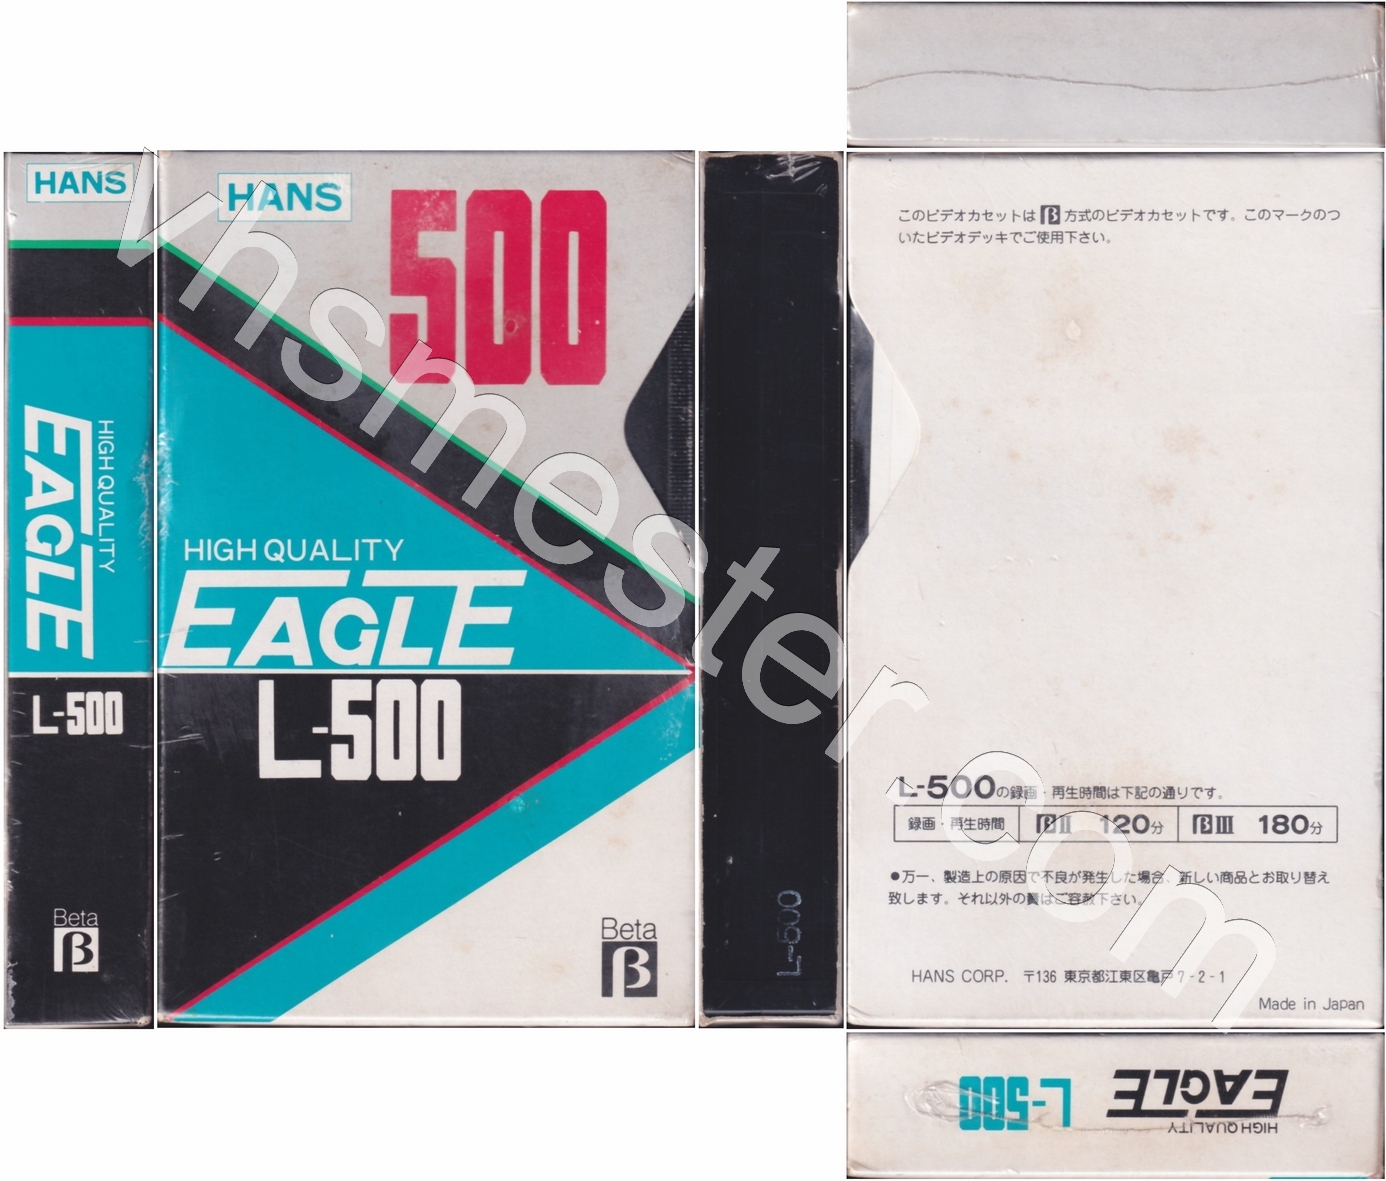 HANS
HIGH QUALITY
EAGLE
L-500
Beta
β
HANS
500
HIGH QUALITY
EAGLE
L-500
Beta
β
L-500
このビデオカセットは β 方式のビデオカセットです。このマークのつ
いたビデオデッキでご使用下さい。
L-500の録画・再生時間は下記の通りです。
録画・再生時間 βII 120分 βIII 180分
●万一、製造上の原因で不良が発生した場合、新しい商品とお取り替え
致します。それ以外の責はご容赦下さい。
HANS CORP. 〒136 東京都江東区亀戸7-2-1
Made in Japan
HIGH QUALITY
EAGLE
L-500
vhsmester.com